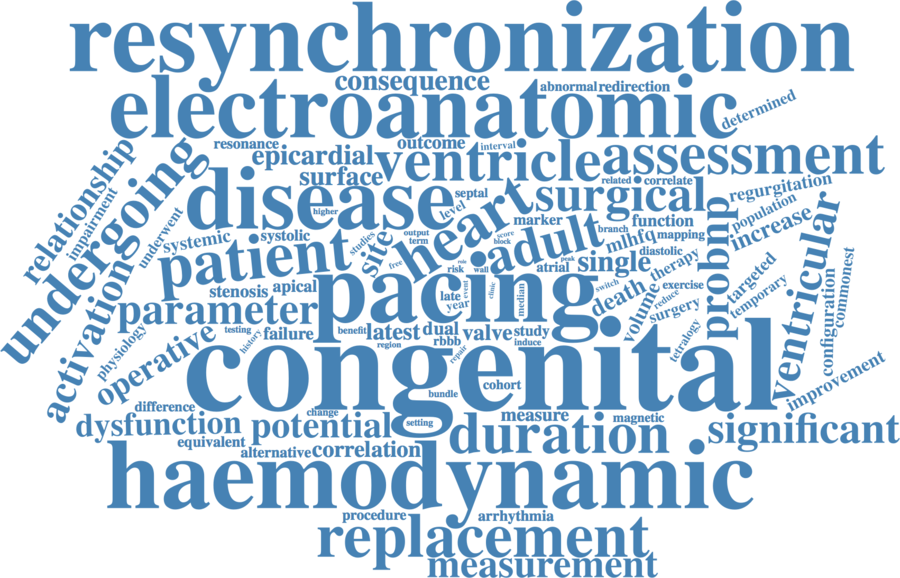 resynchronization
consequence
abnormal
redirection
electroanatomic
determined
resonance
outcome
interval
epicardial
ventricle
assessment
relationship
undergoing
surface
related
correlate
disease
septal
heart
surgical
regurgitation
impairment
higher
level
marker
function
population
probnp
increase
ventricular
underwent
systemic
systolic
studies
site
output
term
score
block
adult
branch
mlhfq
mapping
patient
free
role
risk
wall
peak
atrial
single
diastolic
therapy
targeted
activation
stenosis
apical
pacing
switch
death
volume
exercise
reduce
temporary
configuration
commonest
parameter
late
year
event
clinic
median
surgery
physiology
operative
testing
history
failure
benefit
latest
dual
valve
study
tetralogy
region
rbbb
repair
induce
congenital
improvement
bundle
cohort
difference
change
setting
measure
magnetic
dysfunction
potential
duration
significant
equivalent
alternative
correlation
haemodynamic
procedure
arrhythmia
replacement
measurement